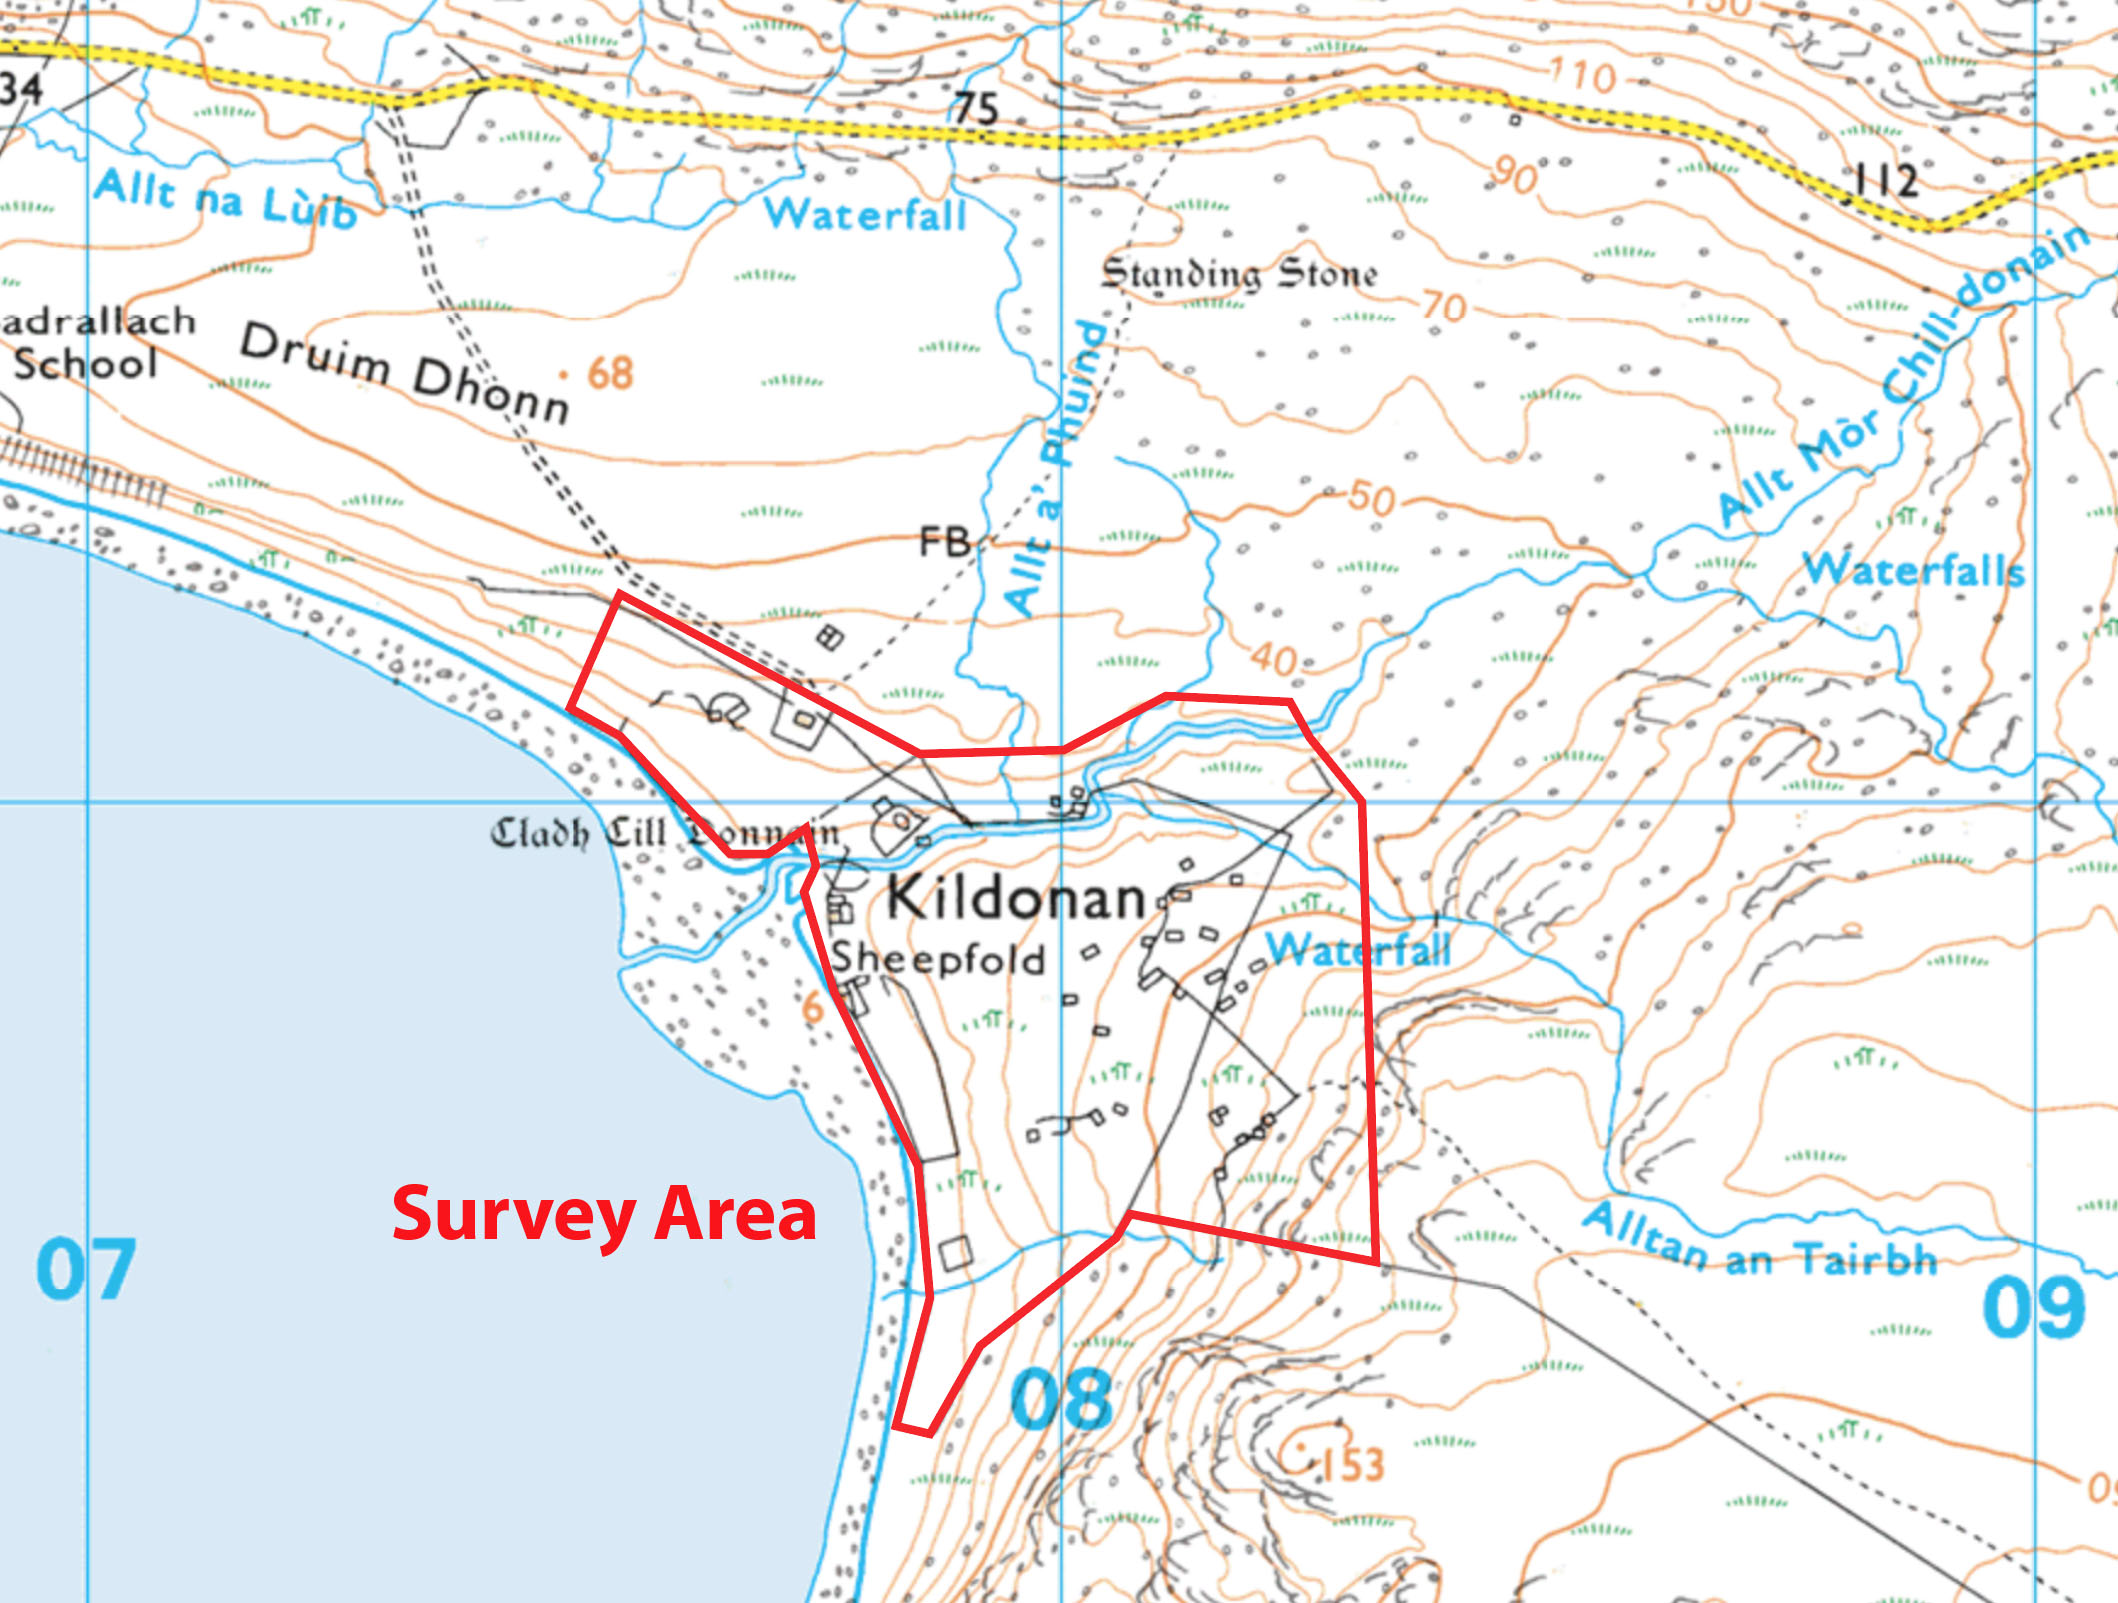 110
34
75
112
90
Allt na Lùib
Waterfall
Standing Stone
Allt Mòr Chill-donain
70
adrallach
School
Druim Dhonn
68
Allt a' Phuind
50
FB
Waterfalls
40
Cladh Cill Donnain
Kildonan
Sheepfold
Waterfall
6
Survey Area
07
Alltan an Tairbh
09
08
153